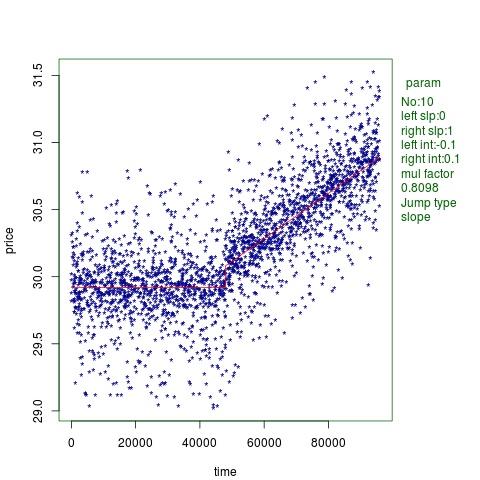 31.5
31.0
30.5
30.0
29.5
29.0
price
0
20000
40000
60000
80000
time
param
No:10
left slp:0
right slp:1
left int:-0.1
right int:0.1
mul factor
0.8098
Jump type
slope